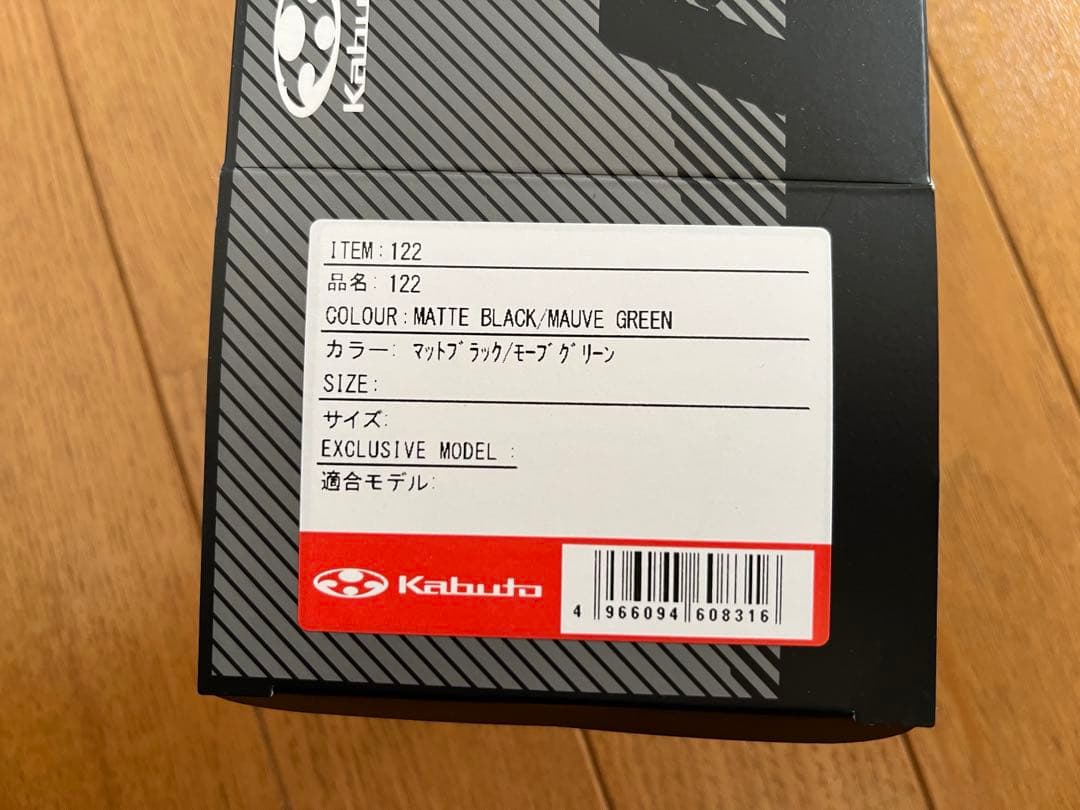 Kabuto
ITEM:122
品名:122
COLOUR:MATTE BLACK/MAUVE GREEN
カラー:ﾏｯﾄﾌﾞﾗｯｸ/ﾓｰﾌﾞｸﾞﾘｰﾝ
SIZE:
サイズ:
EXCLUSIVE MODEL :
適合モデル:
Kabuto
4 966094 608316